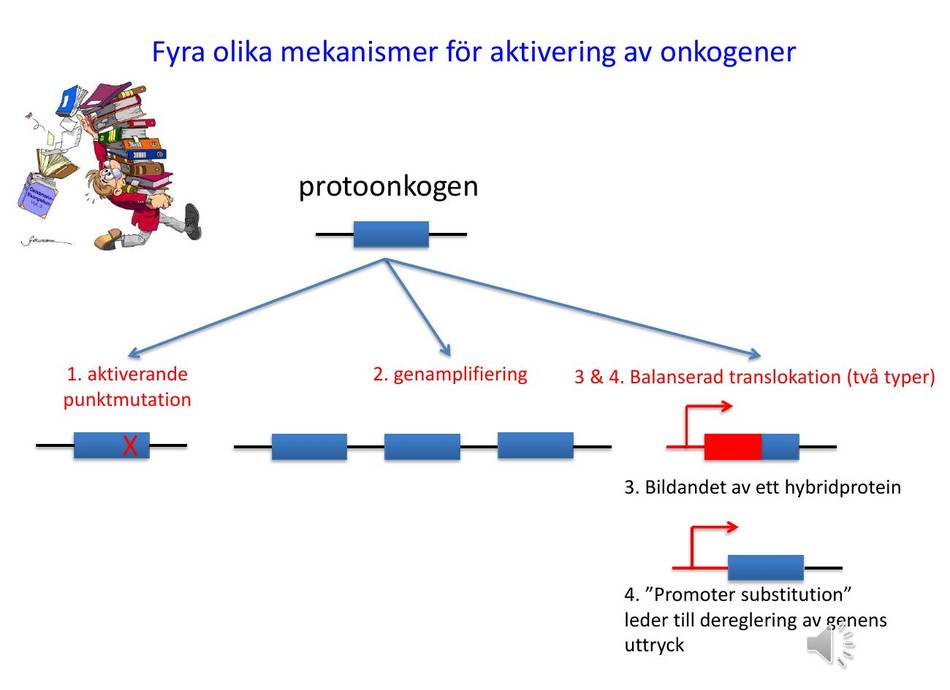 Fyra olika mekanismer för aktivering av onkogener
protoonkogen
1. aktiverande
punktmutation
2. genamplifiering
3 & 4. Balanserad translokation (två typer)
X
3. Bildandet av ett hybridprotein
4. ”Promoter substitution”
leder till dereglering av genens
uttryck